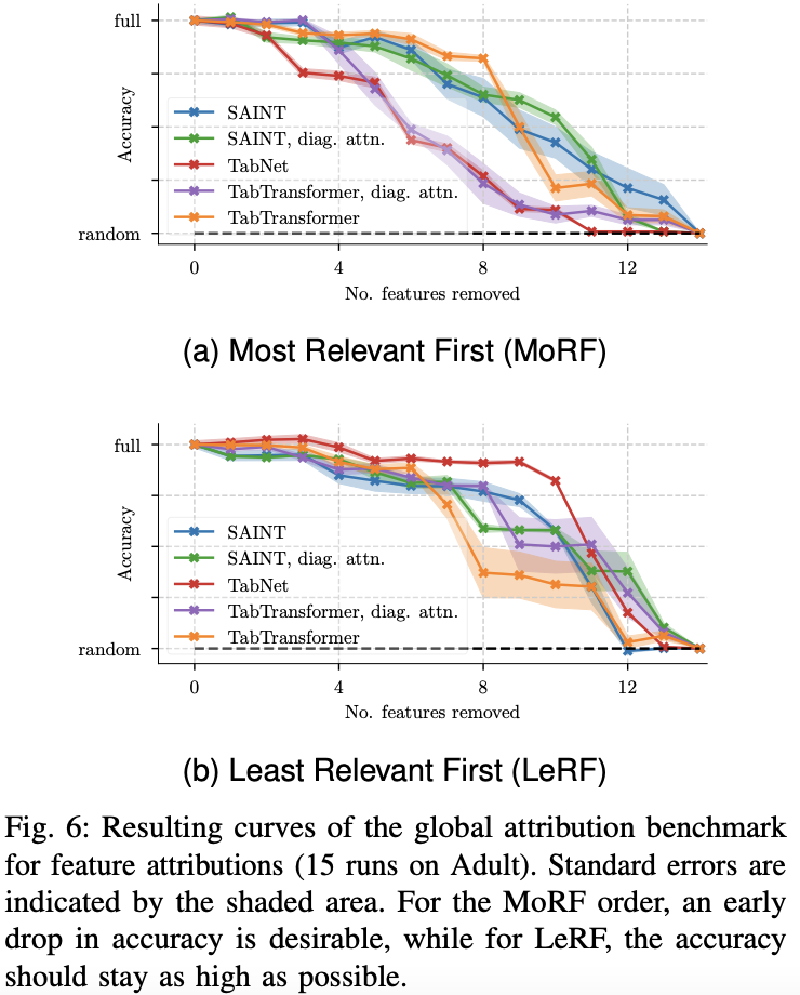 full
Accuracy
random
SAINT
SAINT, diag. attn.
TabNet
TabTransformer, diag. attn.
TabTransformer
0 4 8 12
No. features removed
(a) Most Relevant First (MoRF)
full
Accuracy
random
SAINT
SAINT, diag. attn.
TabNet
TabTransformer, diag. attn.
TabTransformer
0 4 8 12
No. features removed
(b) Least Relevant First (LeRF)
Fig. 6: Resulting curves of the global attribution benchmark
for feature attributions (15 runs on Adult). Standard errors are
indicated by the shaded area. For the MoRF order, an early
drop in accuracy is desirable, while for LeRF, the accuracy
should stay as high as possible.